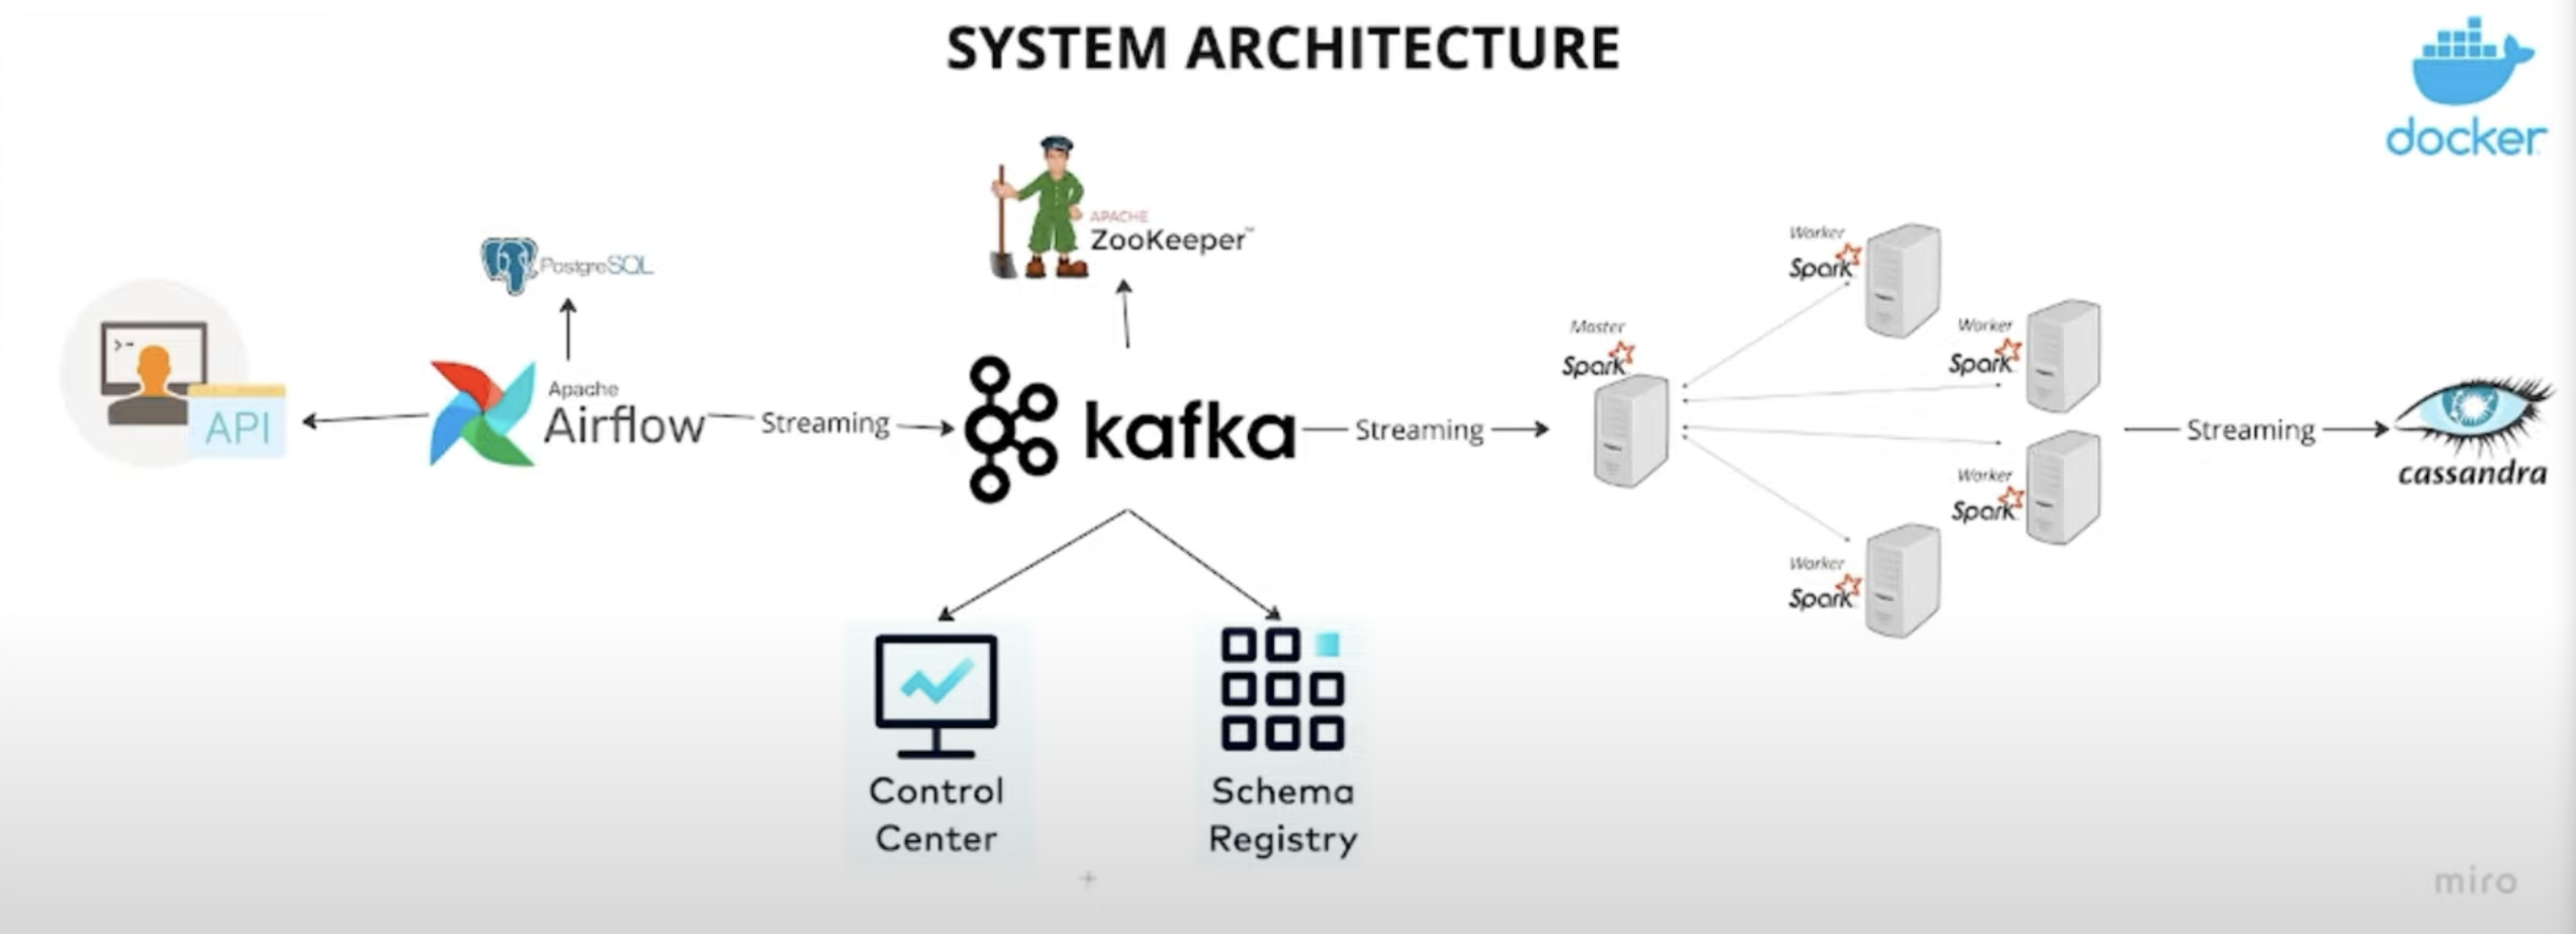 SYSTEM ARCHITECTURE
docker
APACHE
ZooKeeper™
PostgreSQL
>-
API
Apache
Airflow
Streaming
kafka
Streaming
Master
Spark
Worker
Spark
Worker
Spark
Worker
Spark
Worker
Spark
Streaming
cassandra
Control
Center
Schema
Registry
miro